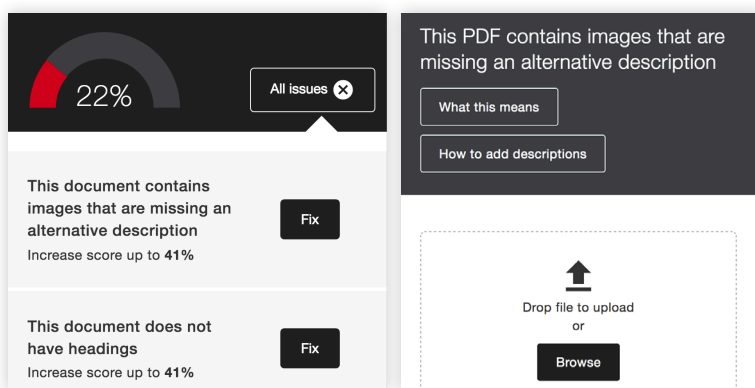 22%
All issues
This document contains
images that are missing an
alternative description
Increase score up to 41%
Fix
This document does not
have headings
Increase score up to 41%
Fix
This PDF contains images that are
missing an alternative description
What this means
How to add descriptions
Drop file to upload
or
Browse